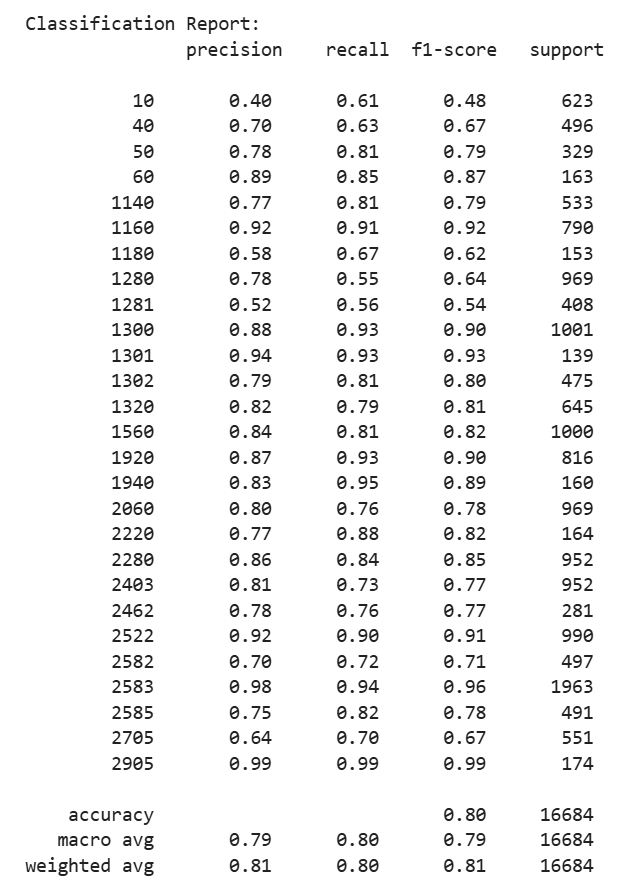 Classification Report:
precision recall f1-score support
10 0.40 0.61 0.48 623
40 0.70 0.63 0.67 496
50 0.78 0.81 0.79 329
60 0.89 0.85 0.87 163
1140 0.77 0.81 0.79 533
1160 0.92 0.91 0.92 790
1180 0.58 0.67 0.62 153
1280 0.78 0.55 0.64 969
1281 0.52 0.56 0.54 408
1300 0.88 0.93 0.90 1001
1301 0.94 0.93 0.93 139
1302 0.79 0.81 0.80 475
1320 0.82 0.79 0.81 645
1560 0.84 0.81 0.82 1000
1920 0.87 0.93 0.90 816
1940 0.83 0.95 0.89 160
2060 0.80 0.76 0.78 969
2220 0.77 0.88 0.82 164
2280 0.86 0.84 0.85 952
2403 0.81 0.73 0.77 952
2462 0.78 0.76 0.77 281
2522 0.92 0.90 0.91 990
2582 0.70 0.72 0.71 497
2583 0.98 0.94 0.96 1963
2585 0.75 0.82 0.78 491
2705 0.64 0.70 0.67 551
2905 0.99 0.99 0.99 174
accuracy 0.80 16684
macro avg 0.79 0.80 0.79 16684
weighted avg 0.81 0.80 0.81 16684